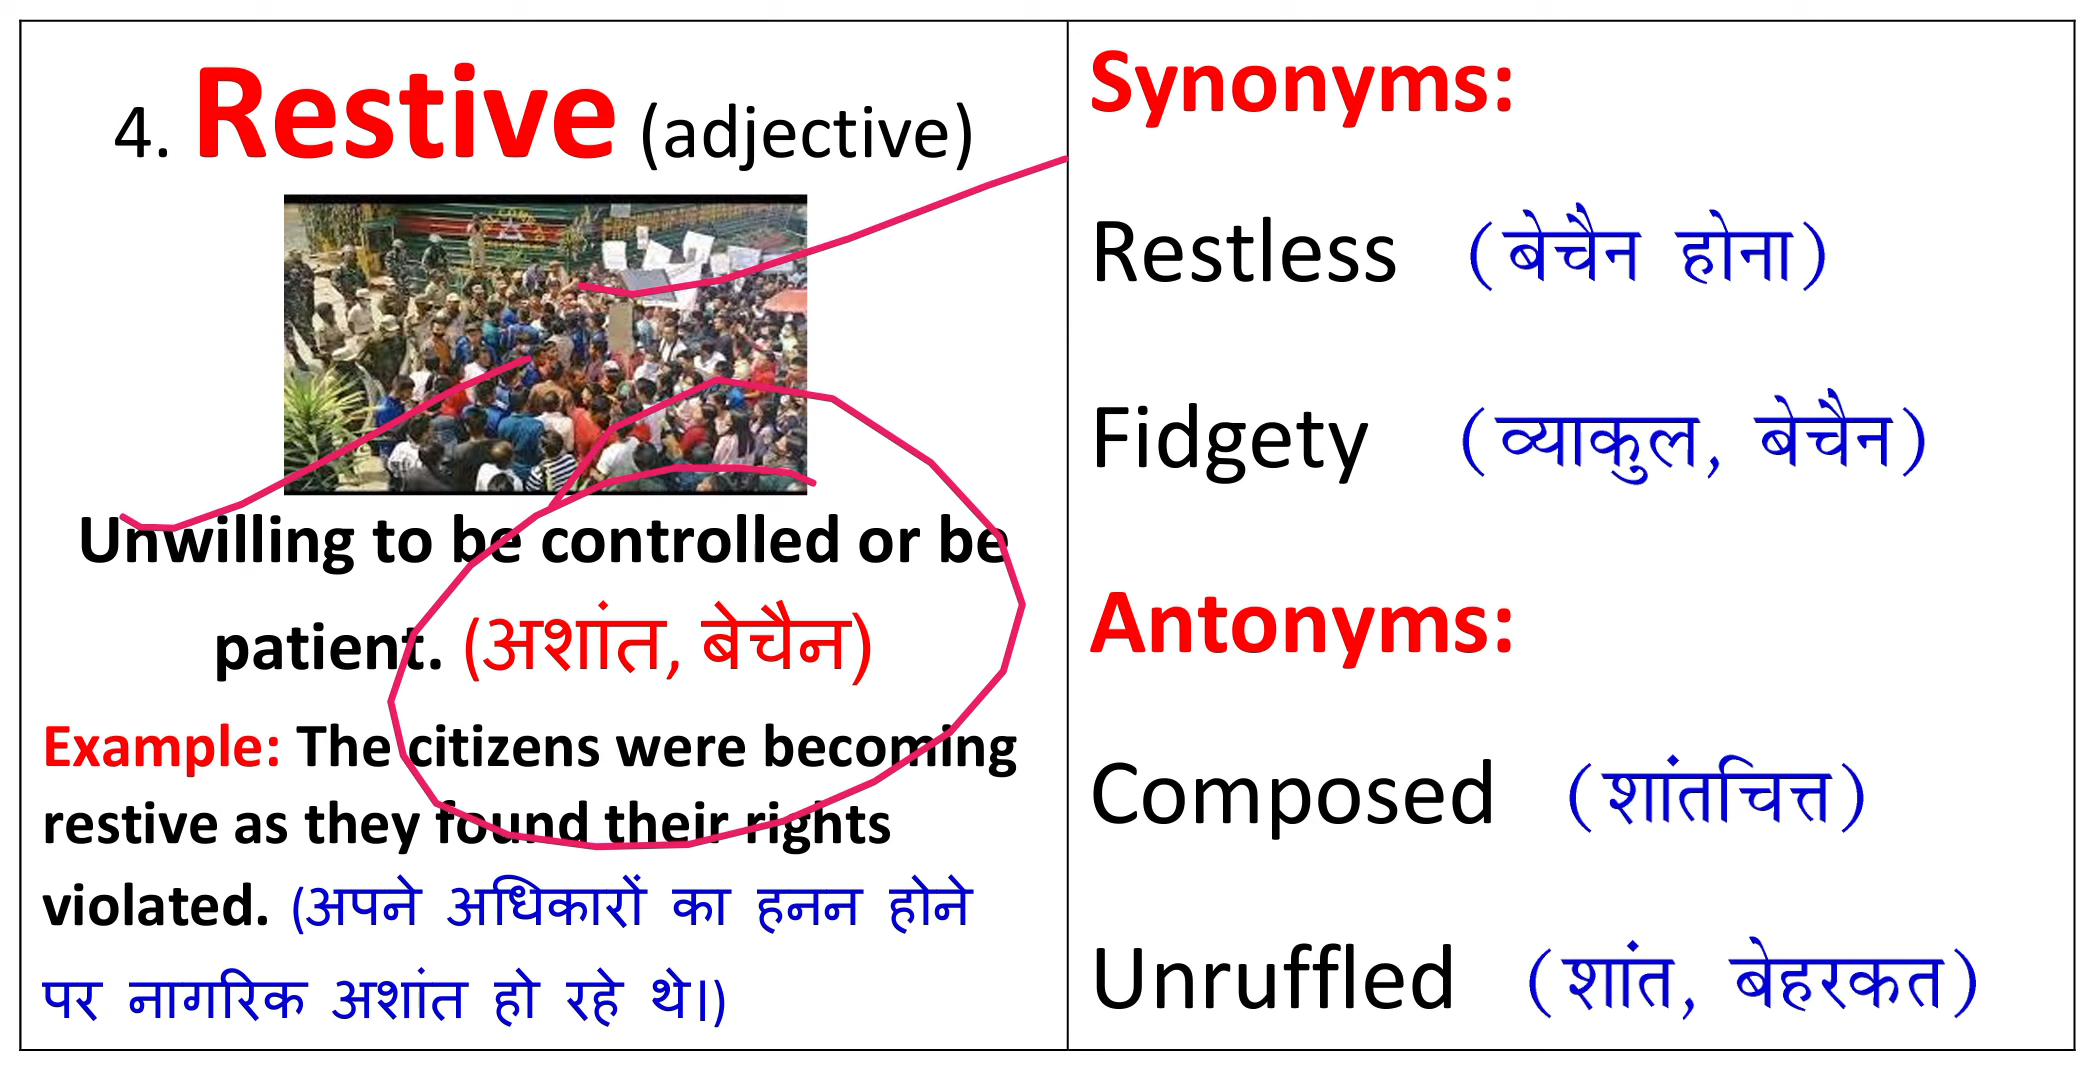 4. Restive (adjective)
Unwilling to be controlled or be
patient. (अशांत, बेचैन)
Example: The citizens were becoming
restive as they found their rights
violated. (अपने अधिकारों का हनन होने
पर नागरिक अशांत हो रहे थे।)
Synonyms:
Restless (बेचैन होना)
Fidgety (व्याकुल, बेचैन)
Antonyms:
Composed (शांतचित्त)
Unruffled (शांत, बेहरकत)